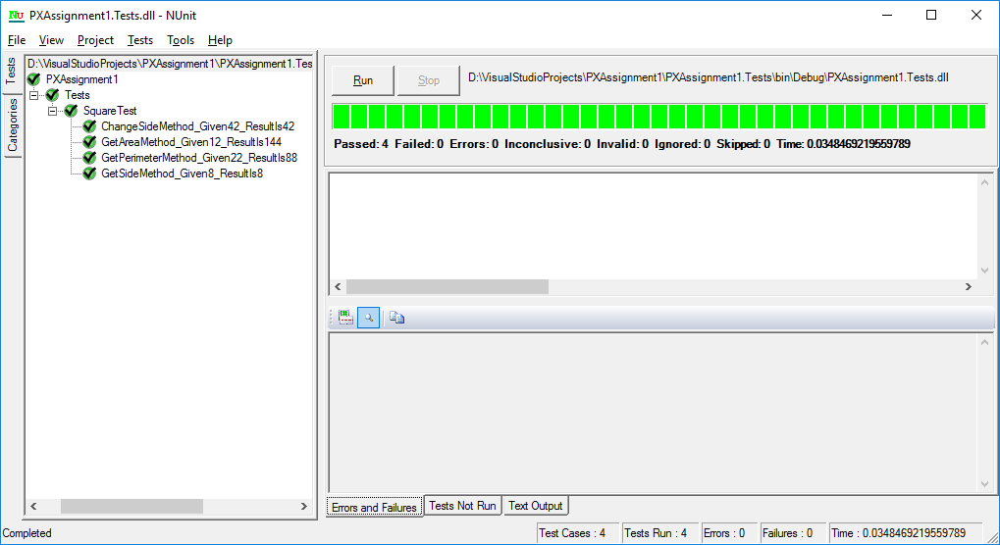 PXAssignment1.Tests.dll - NUnit
File View Project Tests Tools Help
Tests
Categories
D:\VisualStudioProjects\PXAssignment1\PXAssignment1.Tes
PXAssignment1
Tests
SquareTest
ChangeSideMethod_Given42_ResultIs42
GetAreaMethod_Given12_ResultIs144
GetPerimeterMethod_Given22_ResultIs88
GetSideMethod_Given8_ResultIs8
Run Stop D:\VisualStudioProjects\PXAssignment1\PXAssignment1.Tests\bin\Debug\PXAssignment1.Tests.dll
Passed: 4 Failed: 0 Errors: 0 Inconclusive: 0 Invalid: 0 Ignored: 0 Skipped: 0 Time: 0.0348469219559789
Errors and Failures Tests Not Run Text Output
Completed Test Cases : 4 Tests Run : 4 Errors : 0 Failures : 0 Time : 0.0348469219559789